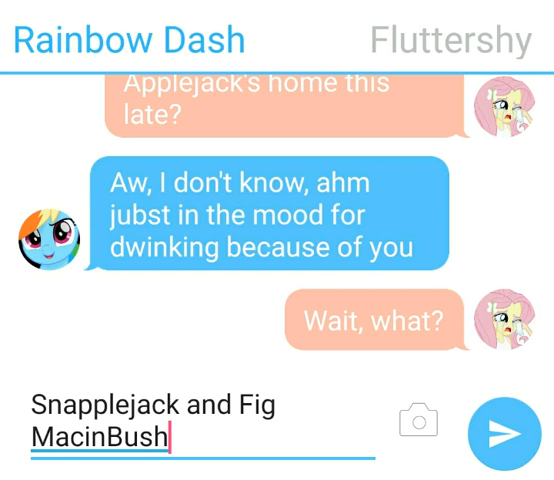 Rainbow Dash
Fluttershy
Applejack's home this
late?
Aw, I don't know, ahm
jubst in the mood for
dwinking because of you
Wait, what?
Snapplejack and Fig
MacinBush